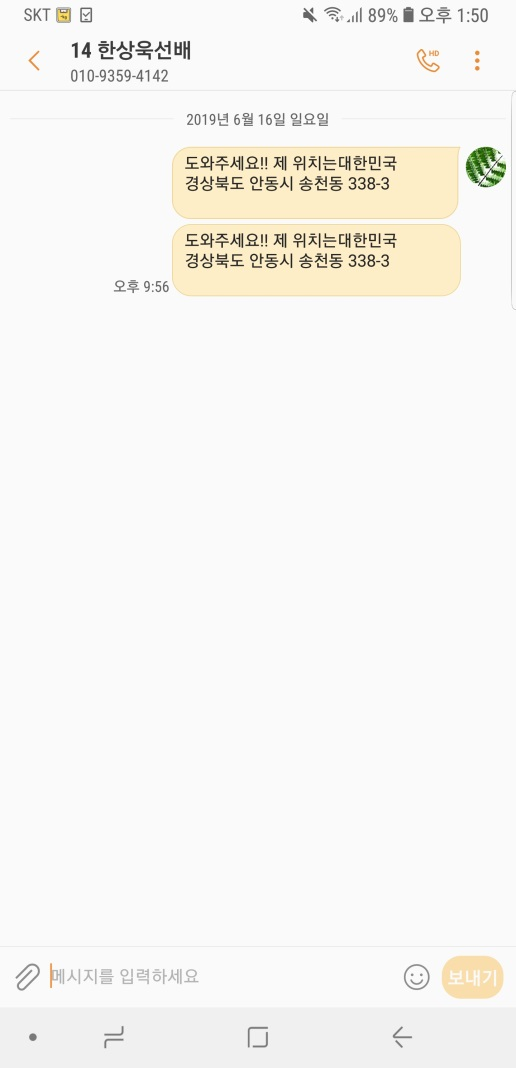 SKT 89% 오후 1:50
14 한상욱선배
HD
010-9359-4142
2019년 6월 16일 일요일
도와주세요!! 제 위치는대한민국
경상북도 안동시 송천동 338-3
도와주세요!! 제 위치는대한민국
경상북도 안동시 송천동 338-3
오후 9:56
메시지를 입력하세요
보내기